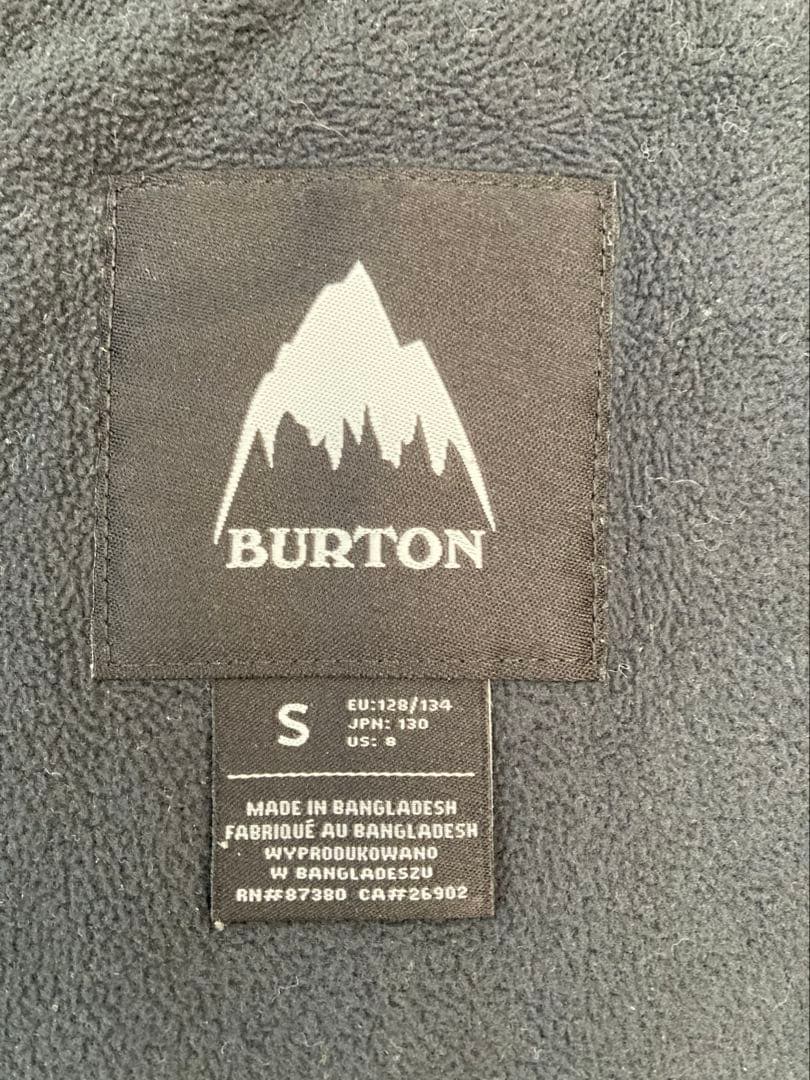 BURTON
S
EU:128/134
JPN: 130
US: 8
MADE IN BANGLADESH
FABRIQUÉ AU BANGLADESH
WYPRODUKOWANO
W BANGLADESZU
RN#87380 CA#26902